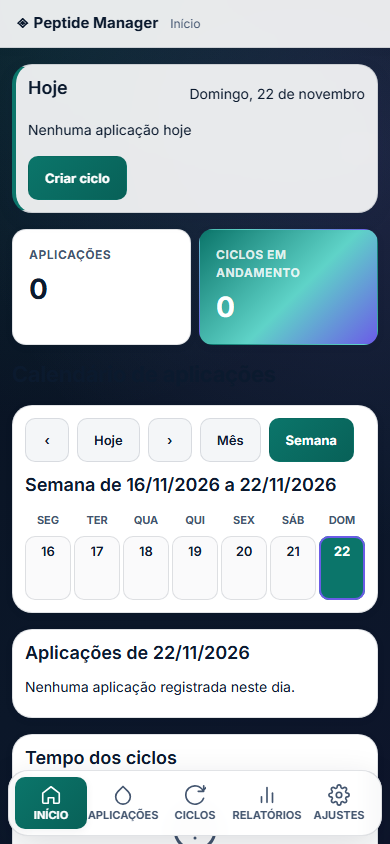 Peptide Manager Início
Hoje
Domingo, 22 de novembro
Nenhuma aplicação hoje
Criar ciclo
APLICAÇÕES
0
CICLOS EM
ANDAMENTO
0
Calendário de aplicações
‹ Hoje › Mês Semana
Semana de 16/11/2026 a 22/11/2026
SEG TER QUA QUI SEX SÁB DOM
16 17 18 19 20 21 22
Aplicações de 22/11/2026
Nenhuma aplicação registrada neste dia.
Tempo dos ciclos
INÍCIO APLICAÇÕES CICLOS RELATÓRIOS AJUSTES